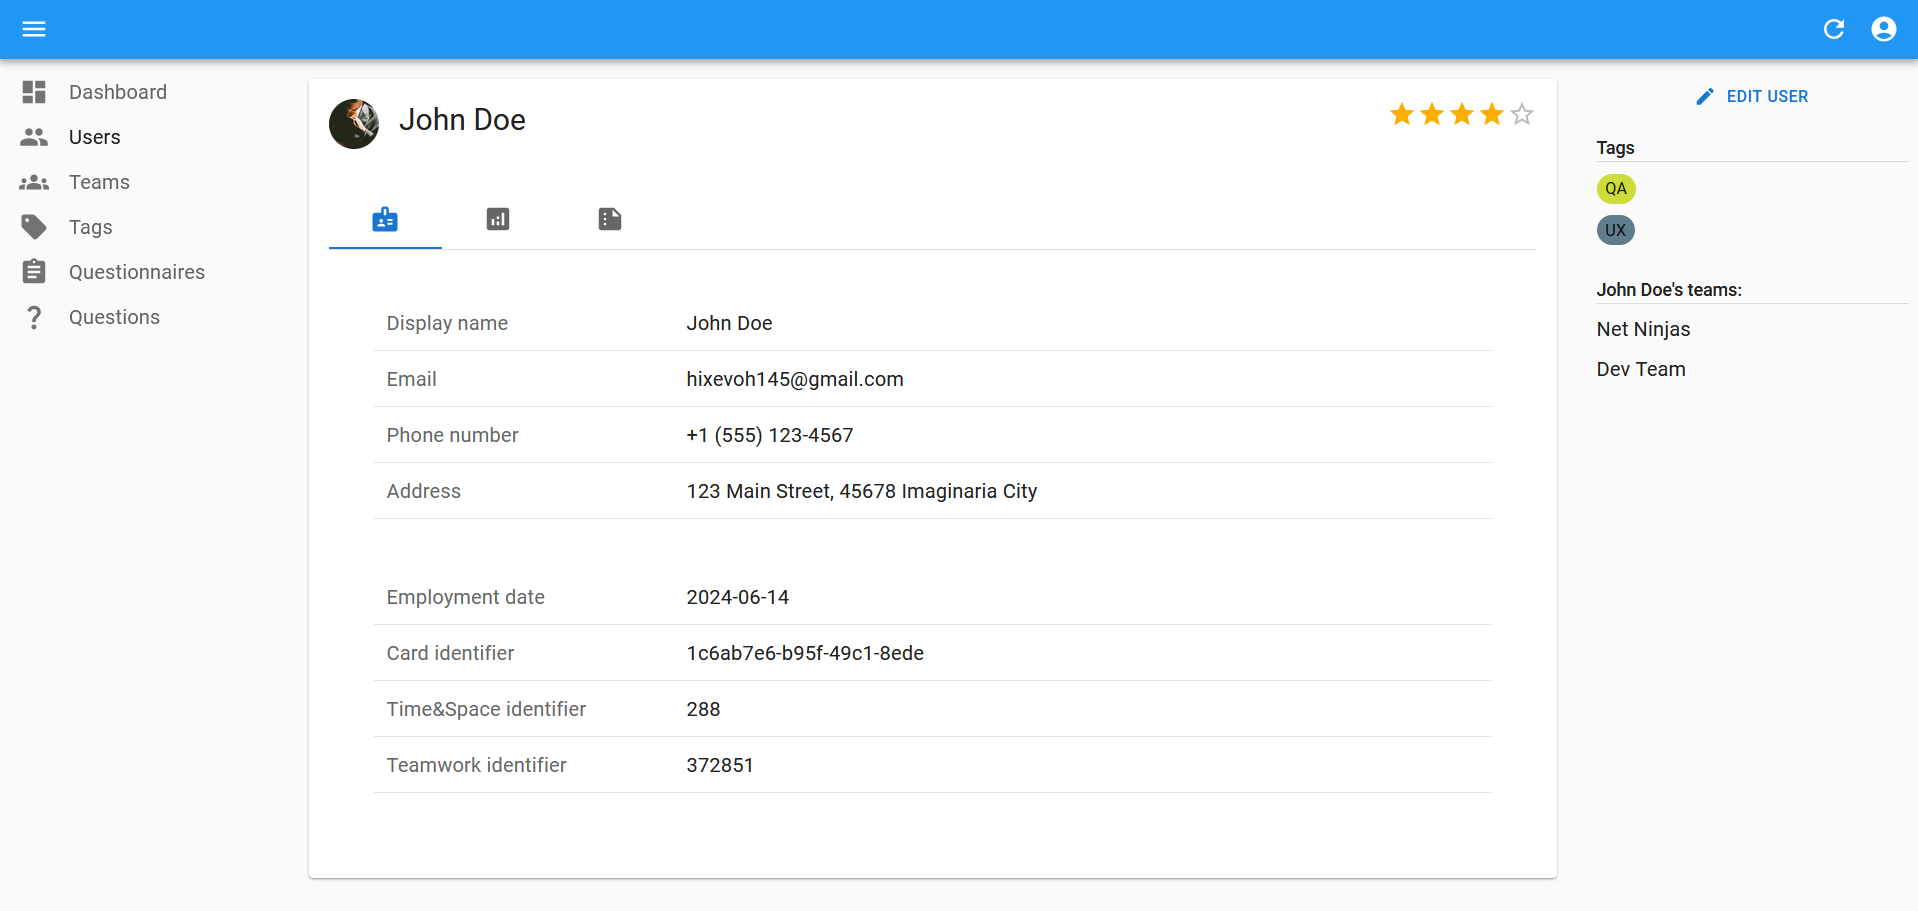 Dashboard
Users
Teams
Tags
Questionnaires
Questions
John Doe
Display name John Doe
Email hixevoh145@gmail.com
Phone number +1 (555) 123-4567
Address 123 Main Street, 45678 Imaginaria City
Employment date 2024-06-14
Card identifier 1c6ab7e6-b95f-49c1-8ede
Time&Space identifier 288
Teamwork identifier 372851
EDIT USER
Tags
QA
UX
John Doe's teams:
Net Ninjas
Dev Team